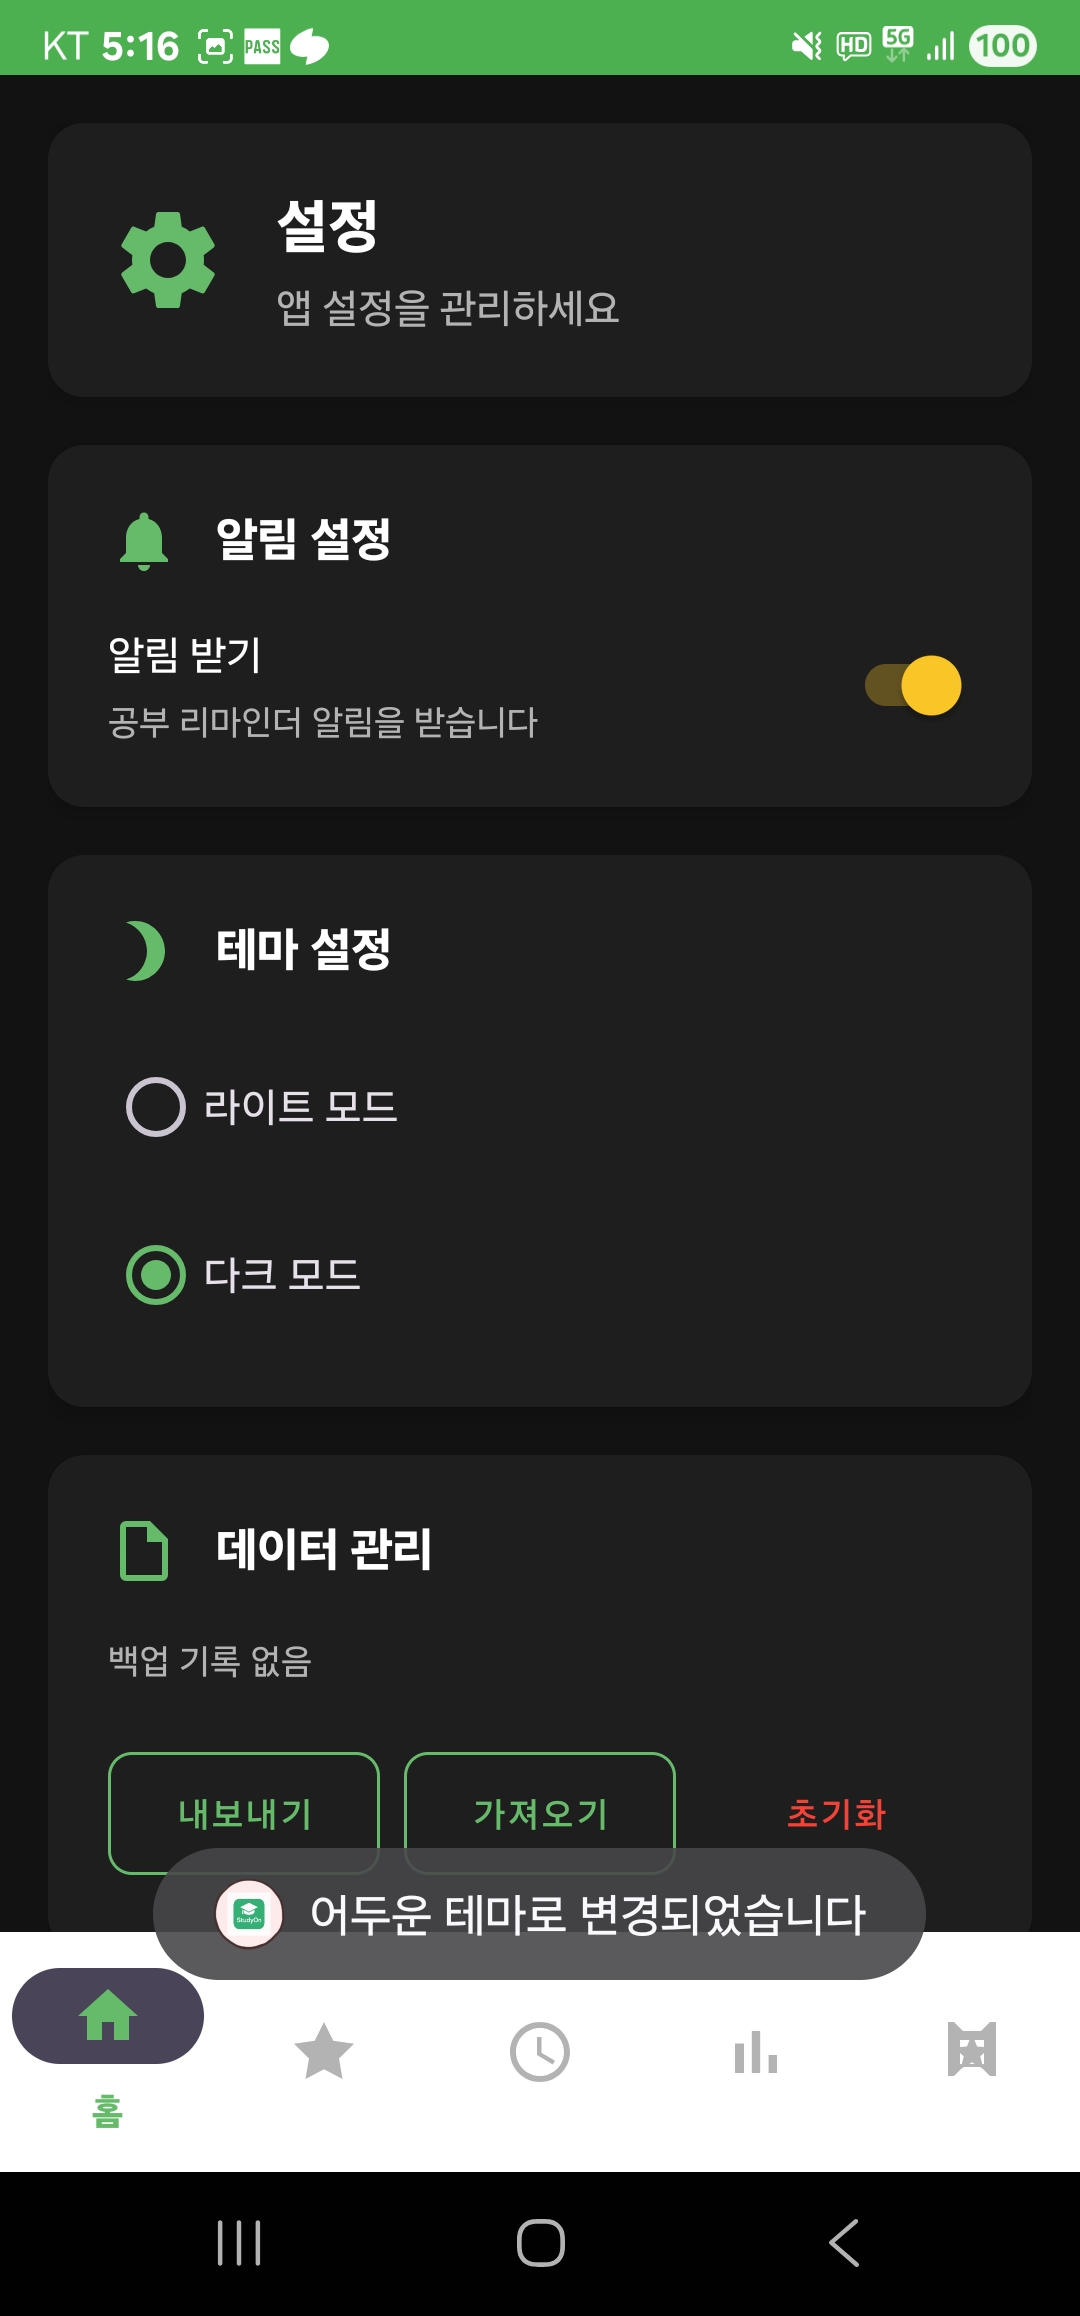 KT 5:16 PASS HD 5G 100
설정
앱 설정을 관리하세요
알림 설정
알림 받기
공부 리마인더 알림을 받습니다
테마 설정
라이트 모드
다크 모드
데이터 관리
백업 기록 없음
내보내기 가져오기 초기화
StudyOn 어두운 테마로 변경되었습니다
홈